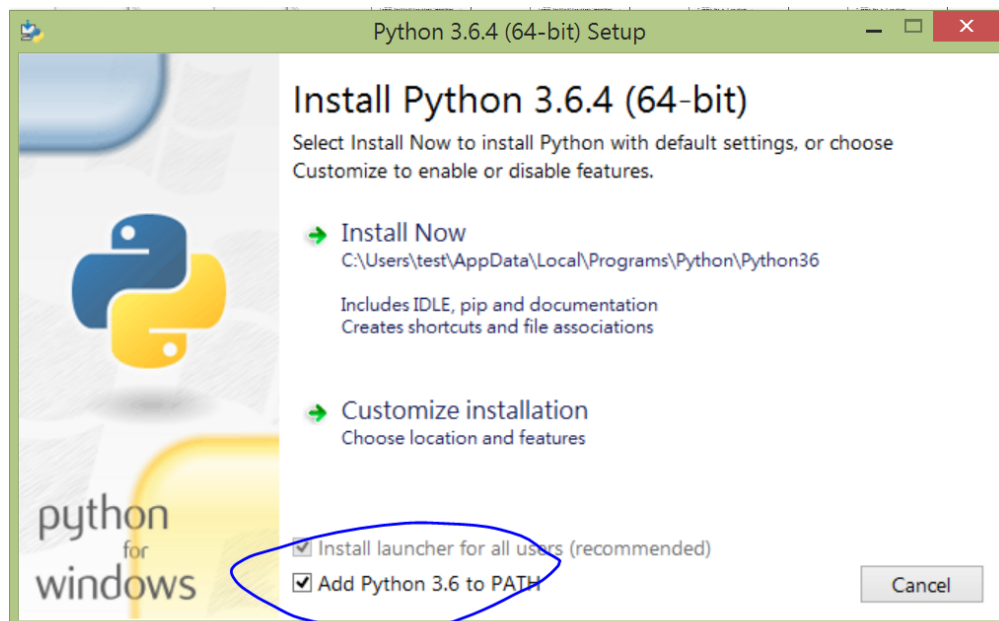 Python 3.6.4 (64-bit) Setup
Install Python 3.6.4 (64-bit)
Select Install Now to install Python with default settings, or choose
Customize to enable or disable features.
Install Now
C:\Users\test\AppData\Local\Programs\Python\Python36
Includes IDLE, pip and documentation
Creates shortcuts and file associations
Customize installation
Choose location and features
python
for
windows
Install launcher for all users (recommended)
Add Python 3.6 to PATH
Cancel